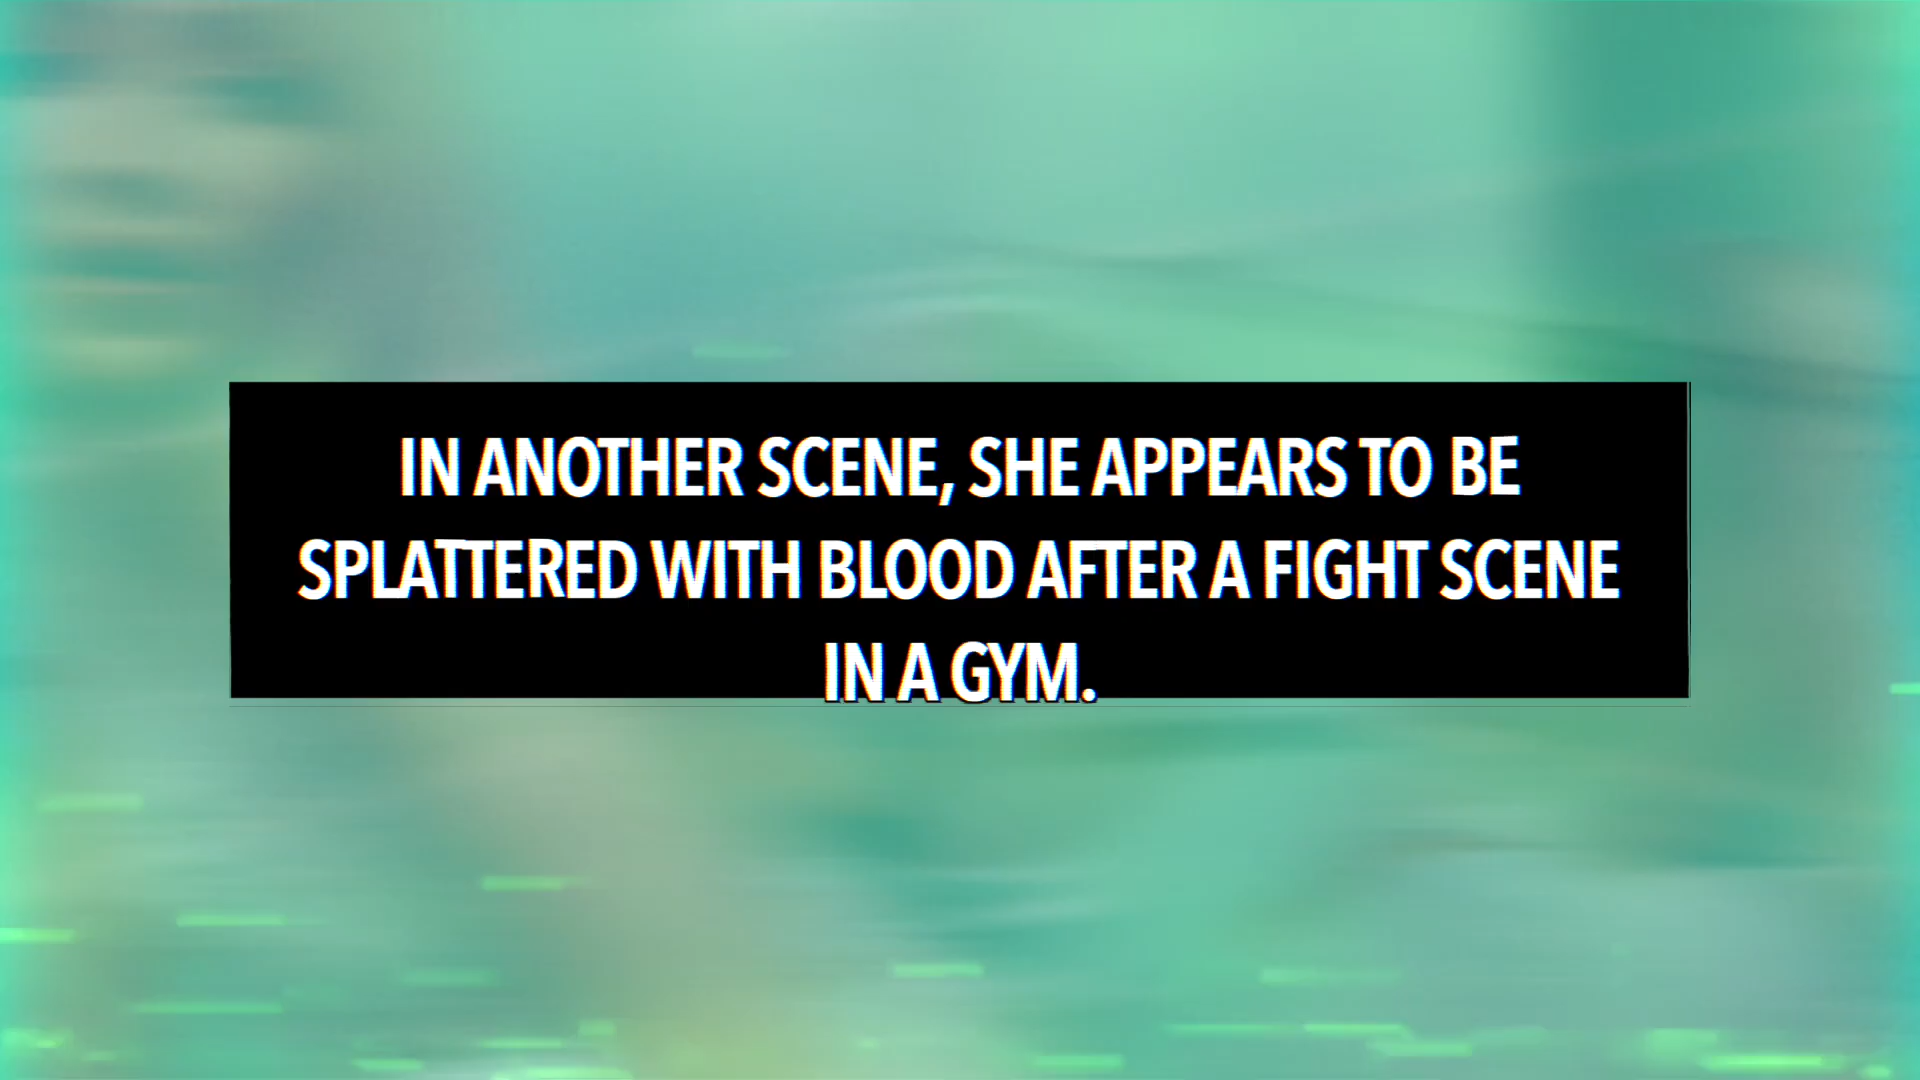 IN ANOTHER SCENE, SHE APPEARS TO BE
SPLATTERED WITH BLOOD AFTER A FIGHT SCENE
IN A GYM.